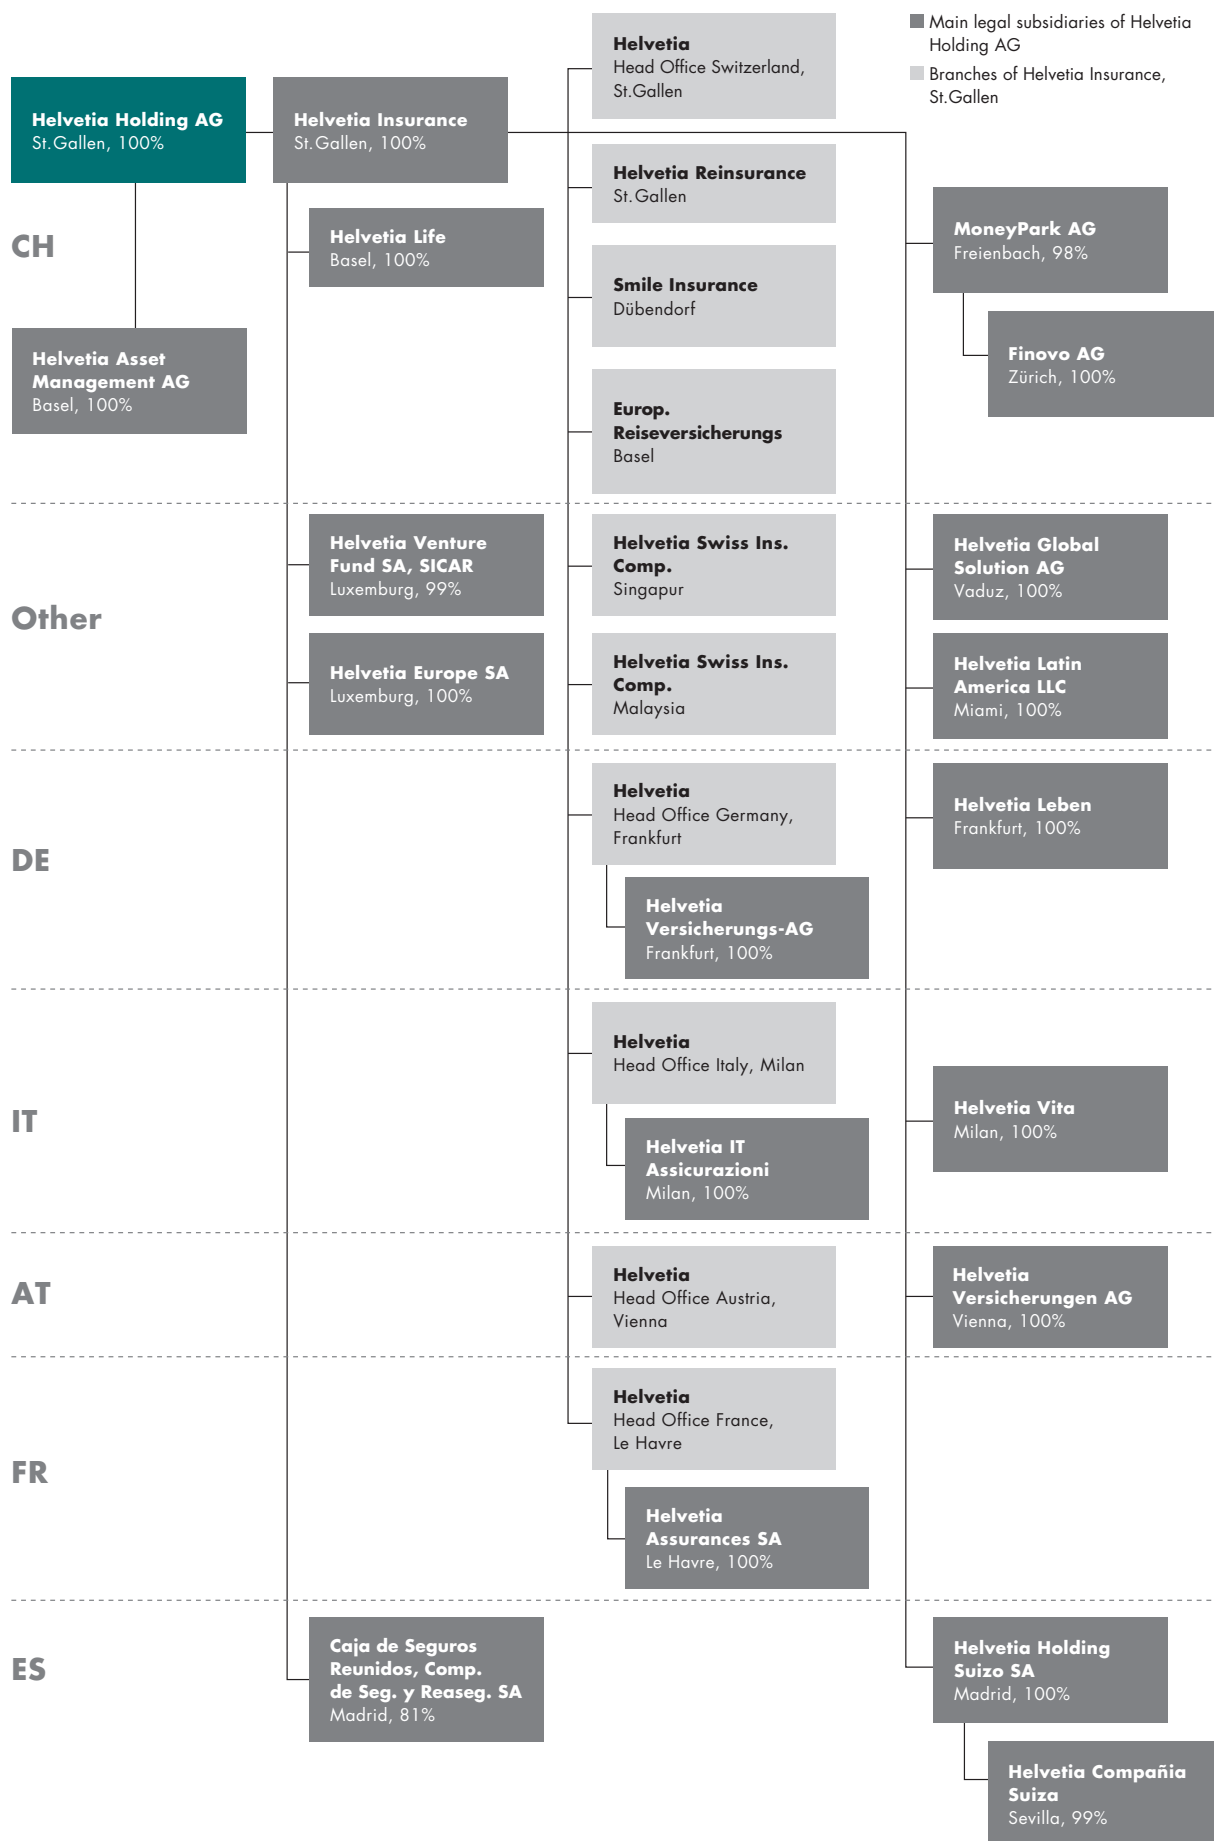 Main legal subsidiaries of Helvetia
Holding AG
Branches of Helvetia Insurance,
St.Gallen
Helvetia Holding AG
St.Gallen, 100%
Helvetia Insurance
St.Gallen, 100%
Helvetia
Head Office Switzerland,
St.Gallen
CH
Helvetia Life
Basel, 100%
Helvetia Reinsurance
St.Gallen
MoneyPark AG
Freienbach, 98%
Smile Insurance
Dübendorf
Helvetia Asset
Management AG
Basel, 100%
Finovo AG
Zürich, 100%
Europ.
Reiseversicherungs
Basel
Other
Helvetia Venture
Fund SA, SICAR
Luxemburg, 99%
Helvetia Swiss Ins.
Comp.
Singapur
Helvetia Global
Solution AG
Vaduz, 100%
Helvetia Europe SA
Luxemburg, 100%
Helvetia Swiss Ins.
Comp.
Malaysia
Helvetia Latin
America LLC
Miami, 100%
DE
Helvetia
Head Office Germany,
Frankfurt
Helvetia Leben
Frankfurt, 100%
Helvetia
Versicherungs-AG
Frankfurt, 100%
IT
Helvetia
Head Office Italy, Milan
Helvetia Vita
Milan, 100%
Helvetia IT
Assicurazioni
Milan, 100%
AT
Helvetia
Head Office Austria,
Vienna
Helvetia
Versicherungen AG
Vienna, 100%
FR
Helvetia
Head Office France,
Le Havre
Helvetia
Assurances SA
Le Havre, 100%
ES
Caja de Seguros
Reunidos, Comp.
de Seg. y Reaseg. SA
Madrid, 81%
Helvetia Holding
Suizo SA
Madrid, 100%
Helvetia Compañia
Suiza
Sevilla, 99%